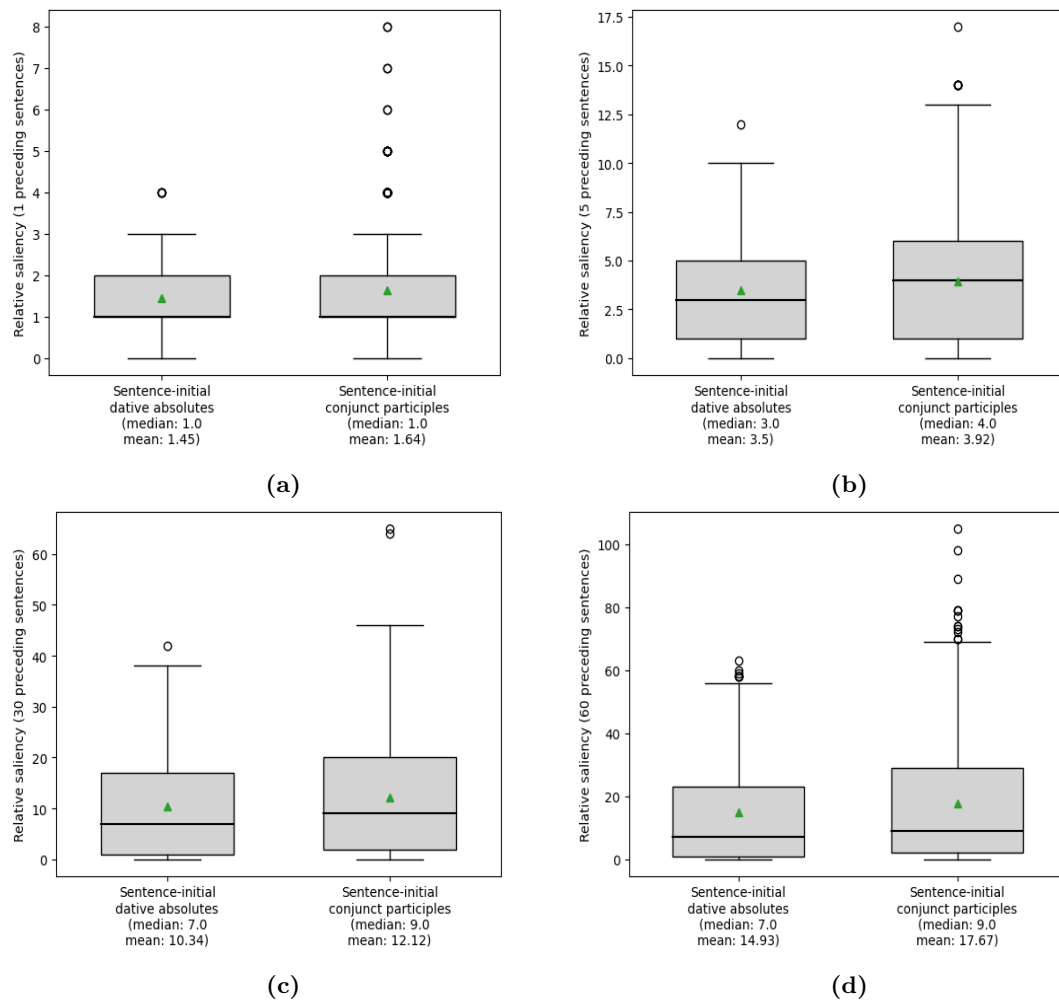 Relative saliency (1 preceding sentences)
8
7
6
5
4
3
2
1
0
Sentence-initial
dative absolutes
(median: 1.0
mean: 1.45)
Sentence-initial
conjunct participles
(median: 1.0
mean: 1.64)
(a)
Relative saliency (5 preceding sentences)
17.5
15.0
12.5
10.0
7.5
5.0
2.5
0.0
Sentence-initial
dative absolutes
(median: 3.0
mean: 3.5)
Sentence-initial
conjunct participles
(median: 4.0
mean: 3.92)
(b)
Relative saliency (30 preceding sentences)
60
50
40
30
20
10
0
Sentence-initial
dative absolutes
(median: 7.0
mean: 10.34)
Sentence-initial
conjunct participles
(median: 9.0
mean: 12.12)
(c)
Relative saliency (60 preceding sentences)
100
80
60
40
20
0
Sentence-initial
dative absolutes
(median: 7.0
mean: 14.93)
Sentence-initial
conjunct participles
(median: 9.0
mean: 17.67)
(d)